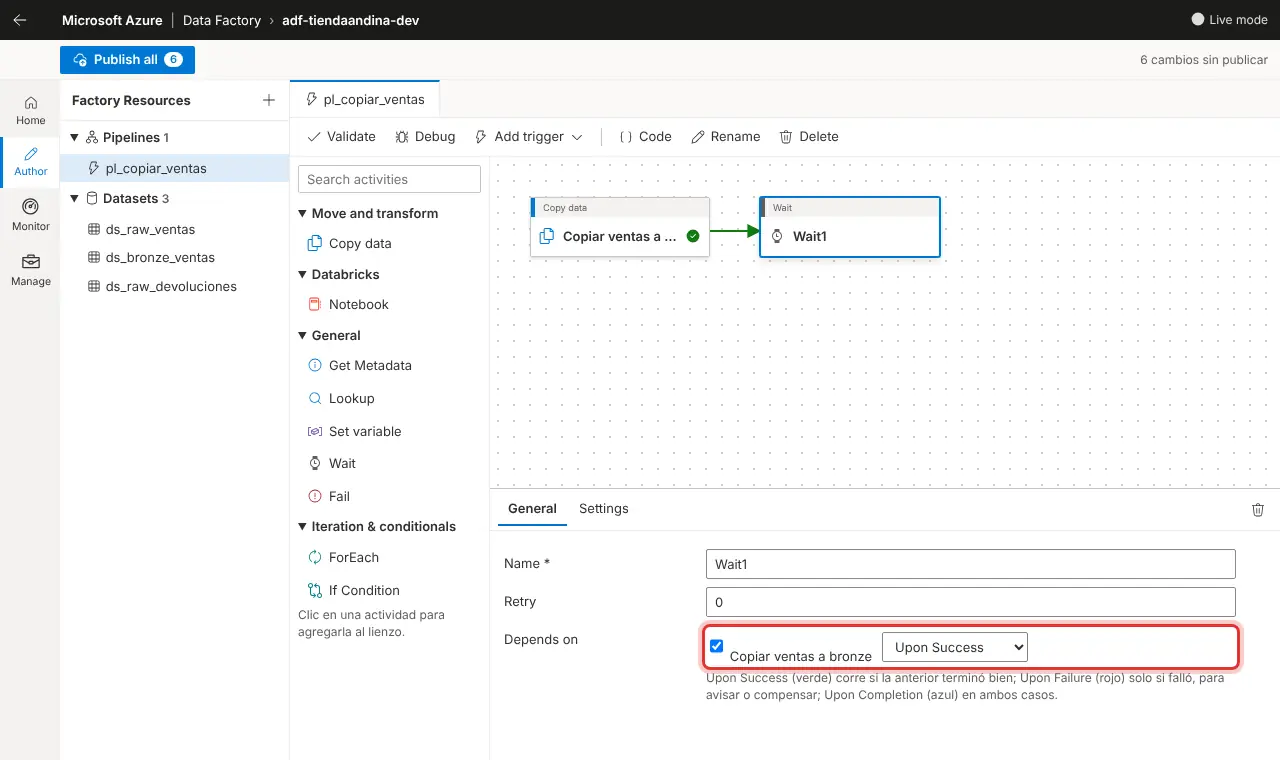 Microsoft Azure | Data Factory › adf-tiendaandina-dev
Live mode
Publish all 6
6 cambios sin publicar
Home
Author
Monitor
Manage
Factory Resources
Pipelines 1
pl_copiar_ventas
Datasets 3
ds_raw_ventas
ds_bronze_ventas
ds_raw_devoluciones
pl_copiar_ventas
Validate
Debug
Add trigger
Code
Rename
Delete
Search activities
Move and transform
Copy data
Databricks
Notebook
General
Get Metadata
Lookup
Set variable
Wait
Fail
Iteration & conditionals
ForEach
If Condition
Clic en una actividad para
agregarla al lienzo.
Copy data
Copiar ventas a ...
Wait
Wait1
General
Settings
Name *
Wait1
Retry
0
Depends on
Copiar ventas a bronze
Upon Success
Upon Success (verde) corre si la anterior terminó bien; Upon Failure (rojo) solo si falló, para
avisar o compensar; Upon Completion (azul) en ambos casos.